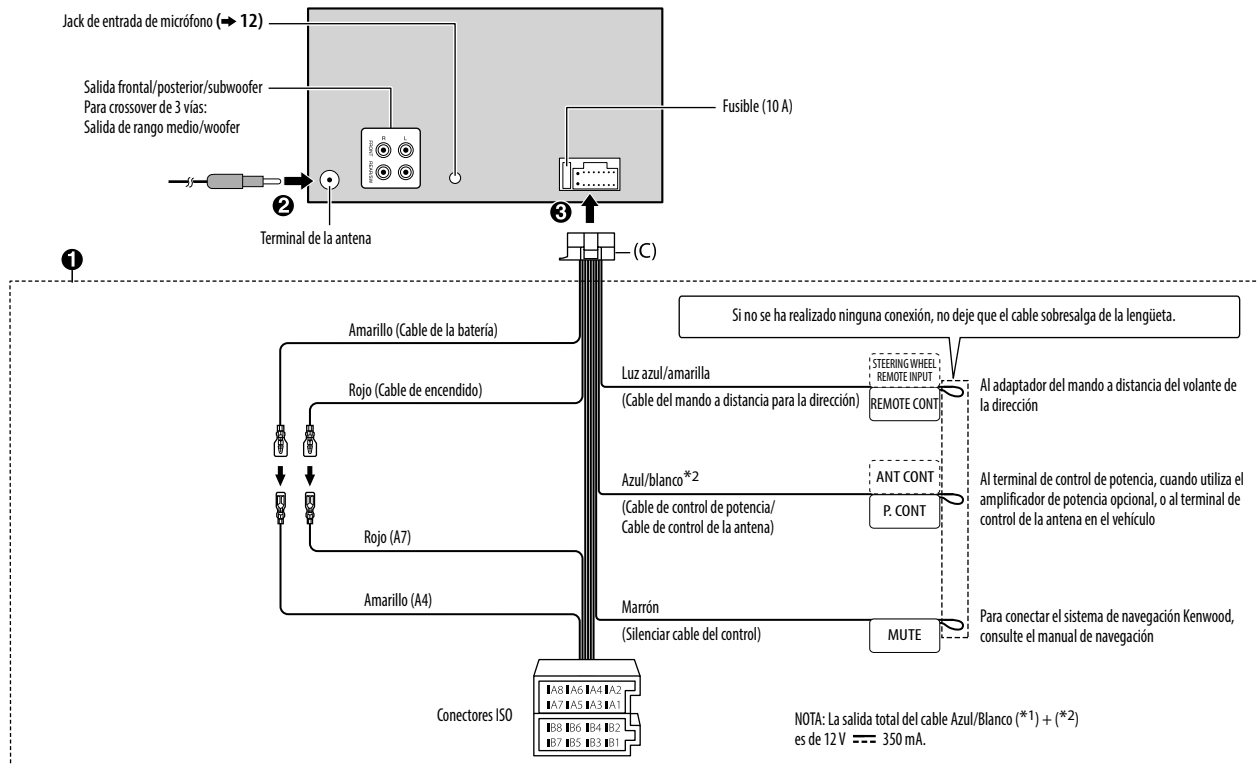 Jack de entrada de micrófono (➜ 12)
Salida frontal/posterior/subwoofer
Para crossover de 3 vías:
Salida de rango medio/woofer
Fusible (10 A)
R L
FRONT
REAR/SW
❷
❸
Terminal de la antena
(C)
❶
Si no se ha realizado ninguna conexión, no deje que el cable sobresalga de la lengüeta.
Amarillo (Cable de la batería)
Rojo (Cable de encendido)
Luz azul/amarilla
(Cable del mando a distancia para la dirección)
STEERING WHEEL
REMOTE INPUT
REMOTE CONT
Al adaptador del mando a distancia del volante de
la dirección
Azul/blanco*2
(Cable de control de potencia/
Cable de control de la antena)
ANT CONT
P. CONT
Al terminal de control de potencia, cuando utiliza el
amplificador de potencia opcional, o al terminal de
control de la antena en el vehículo
Rojo (A7)
Amarillo (A4)
Marrón
(Silenciar cable del control)
MUTE
Para conectar el sistema de navegación Kenwood,
consulte el manual de navegación
Conectores ISO
A8 A6 A4 A2
A7 A5 A3 A1
B8 B6 B4 B2
B7 B5 B3 B1
NOTA: La salida total del cable Azul/Blanco (*1) + (*2)
es de 12 V ⎓ 350 mA.